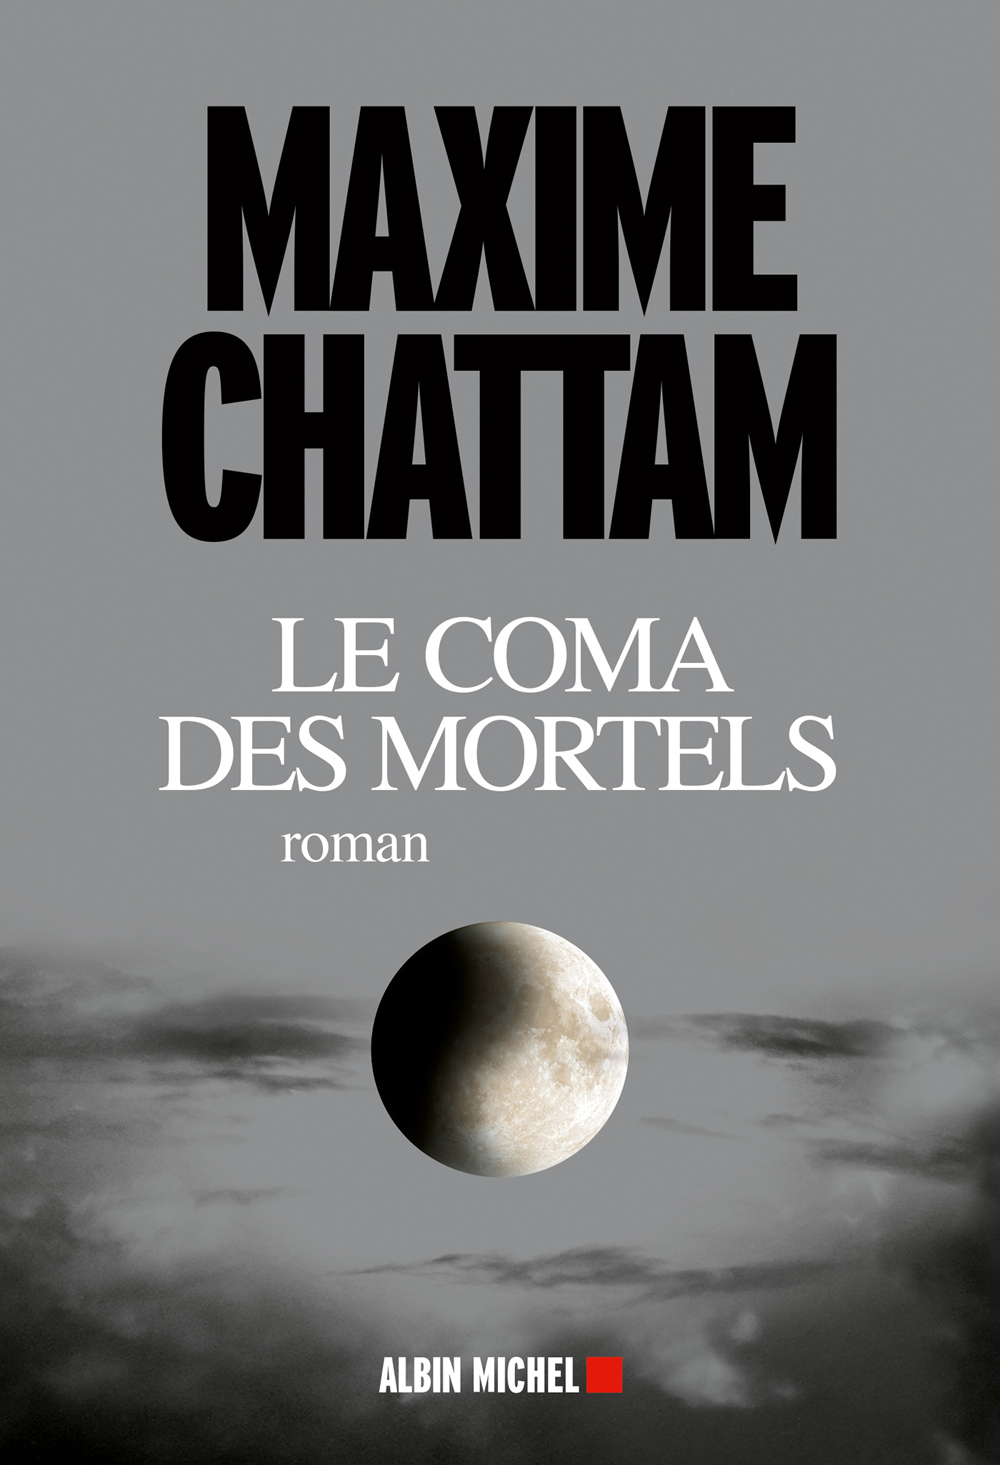 MAXIME
CHATTAM
LE COMA
DES MORTELS
roman
ALBIN MICHEL